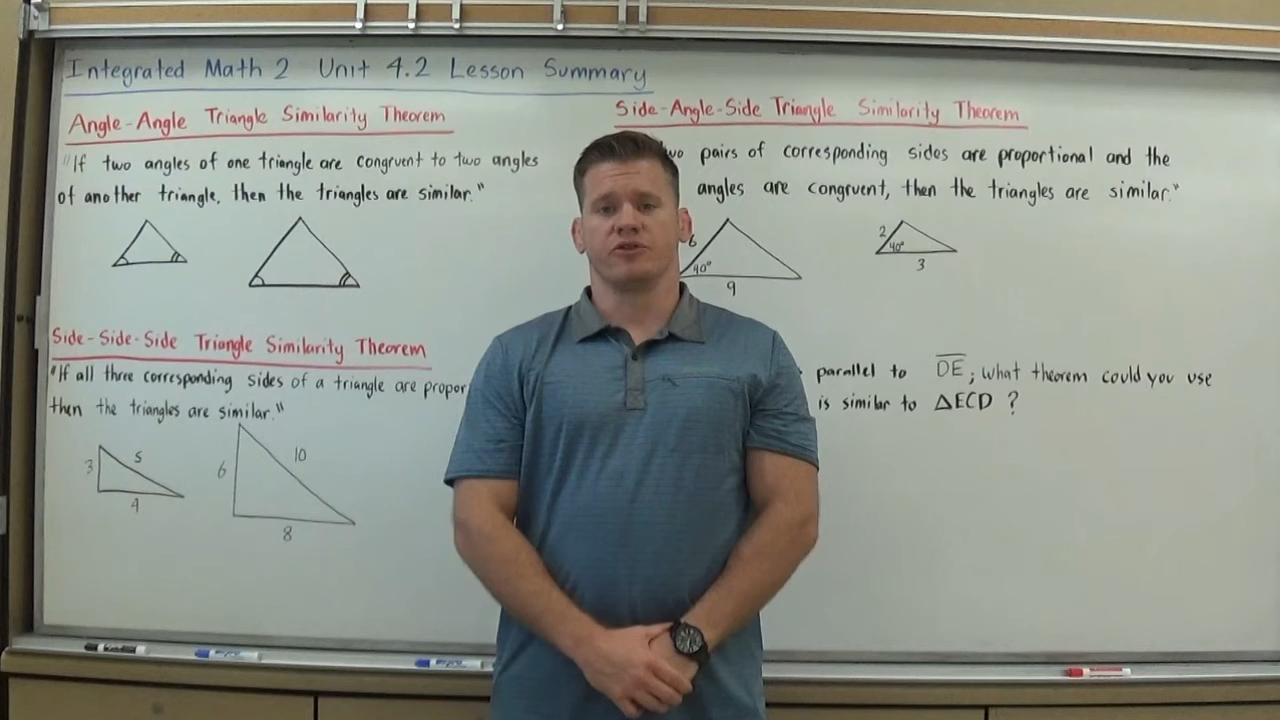 Integrated Math 2 Unit 4.2 Lesson Summary
Angle-Angle Triangle Similarity Theorem
"If two angles of one triangle are congruent to two angles
of another triangle, then the triangles are similar."
Side-Side-Side Triangle Similarity Theorem
"If all three corresponding sides of a triangle are propor
then the triangles are similar."
3
5
4
6
10
8
Side-Angle-Side Triangle Similarity Theorem
pairs of corresponding sides are proportional and the
angles are congruent, then the triangles are similar."
6
40°
9
2
40°
3
parallel to DE; what theorem could you use
is similar to ΔECD ?